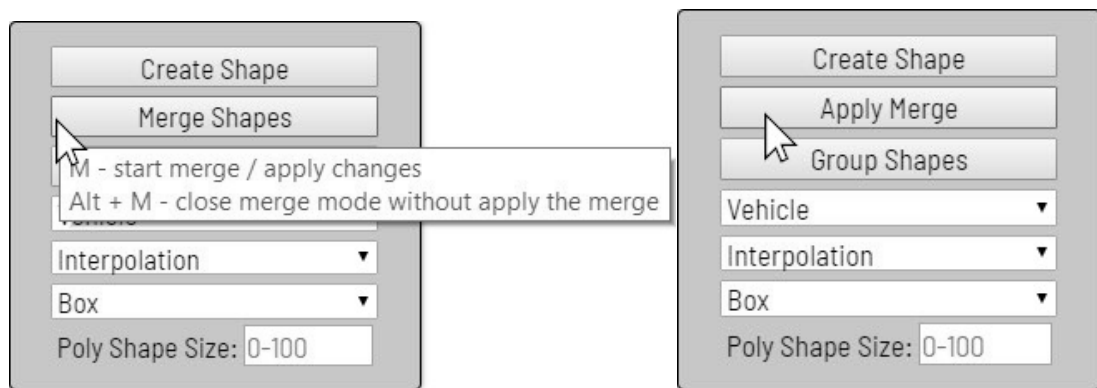 Create Shape
Merge Shapes
M - start merge / apply changes
Alt + M - close merge mode without apply the merge
Interpolation
Box
Poly Shape Size: 0-100
Create Shape
Apply Merge
Group Shapes
Vehicle
Interpolation
Box
Poly Shape Size: 0-100